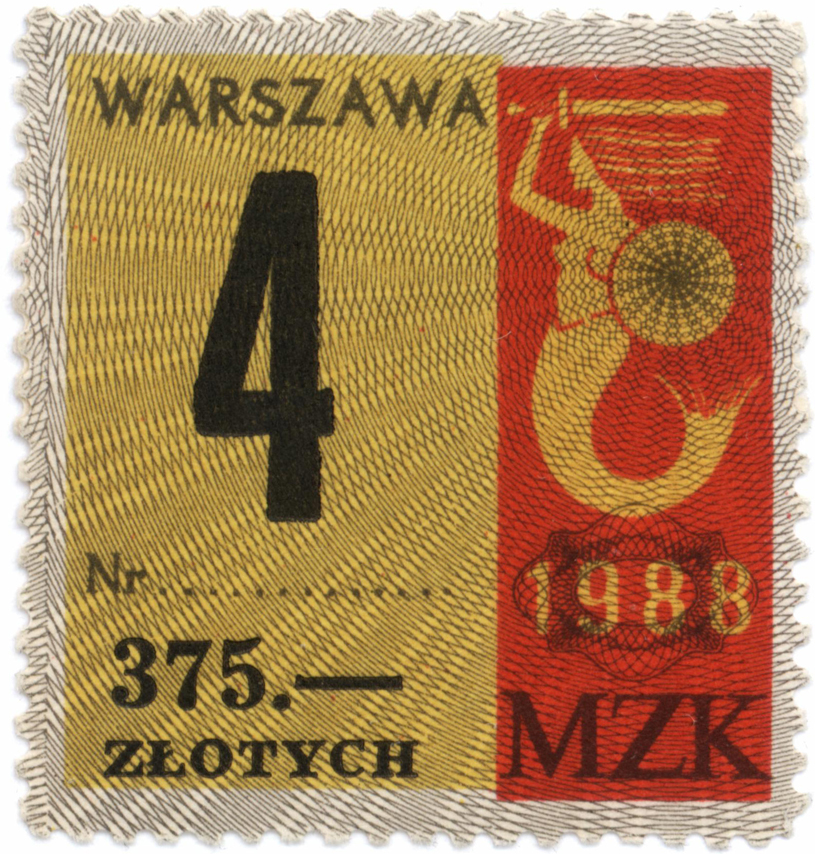 WARSZAWA
4
Nr....................
375.—
ZŁOTYCH
1988
MZK